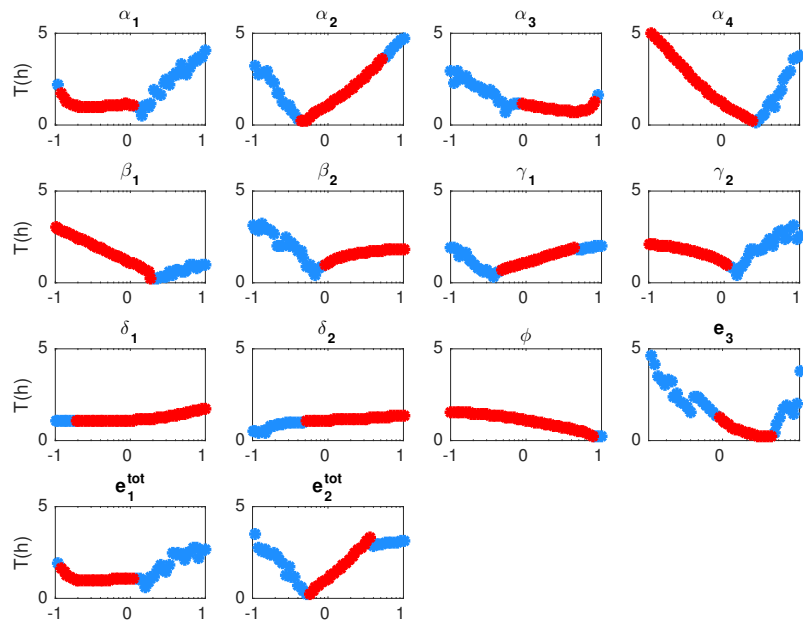 α₁ α₂ α₃ α₄
T(h) 5 0 5 0 5 0 5 0
-1 0 1 -1 0 1 -1 0 1 -1 0 1
β₁ β₂ γ₁ γ₂
T(h) 5 0 5 0 5 0 5 0
-1 0 1 -1 0 1 -1 0 1 -1 0 1
δ₁ δ₂ ϕ e₃
T(h) 5 0 5 0 5 0 5 0
-1 0 1 -1 0 1 -1 0 1 0
e₁ᵗᵒᵗ e₂ᵗᵒᵗ
T(h) 5 0 5 0
-1 0 1 -1 0 1